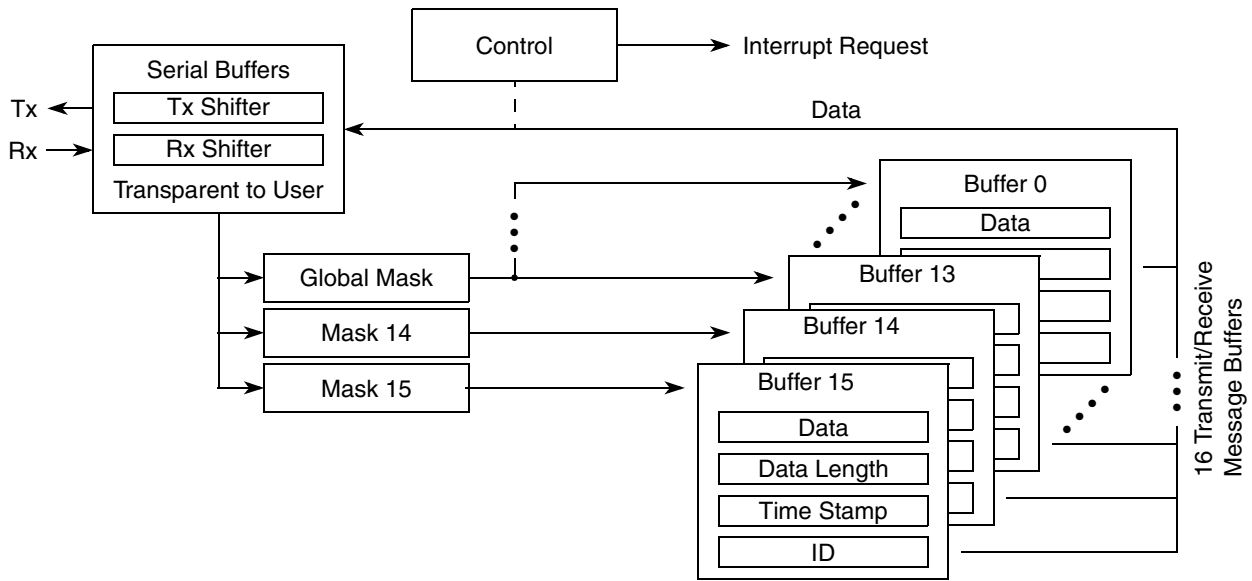 Control
Interrupt Request
Serial Buffers
Tx Shifter
Rx Shifter
Transparent to User
Tx
Rx
Data
Buffer 0
Data
Global Mask
Buffer 13
Mask 14
Buffer 14
Mask 15
Buffer 15
Data
Data Length
Time Stamp
ID
16 Transmit/Receive
Message Buffers